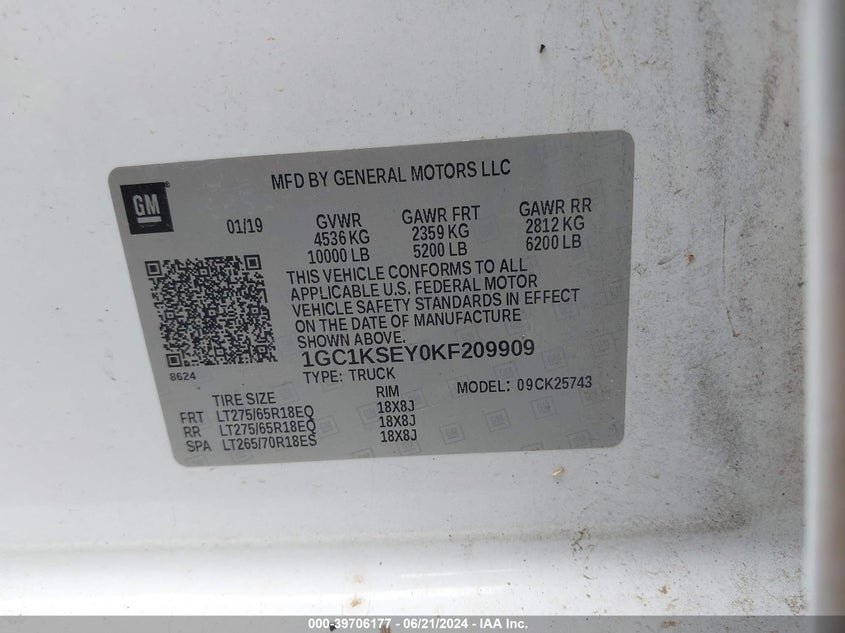 MFD BY GENERAL MOTORS LLC
GM
01/19
GVWR
4536 KG
10000 LB
GAWR FRT
2359 KG
5200 LB
GAWR RR
2812 KG
6200 LB
THIS VEHICLE CONFORMS TO ALL
APPLICABLE U.S. FEDERAL MOTOR
VEHICLE SAFETY STANDARDS IN EFFECT
ON THE DATE OF MANUFACTURE
SHOWN ABOVE.
1GC1KSEY0KF209909
8624
TYPE: TRUCK
MODEL: 09CK25743
TIRE SIZE RIM
FRT LT275/65R18EQ 18X8J
RR LT275/65R18EQ 18X8J
SPA LT265/70R18ES 18X8J
000-39706177 - 06/21/2024 - IAA Inc.